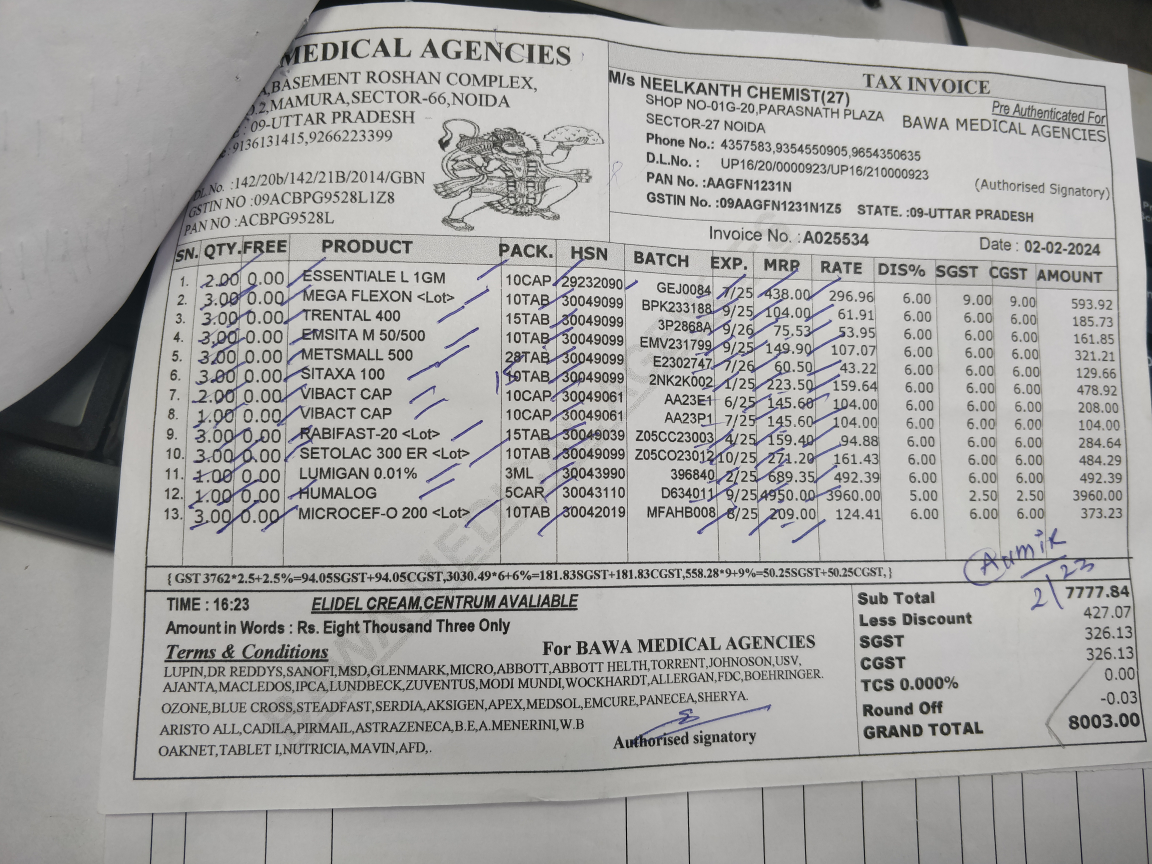 MEDICAL AGENCIES
BASEMENT ROSHAN COMPLEX,
2,MAMURA,SECTOR-66,NOIDA
: 09-UTTAR PRADESH
9136131415,9266223399
D.L.No. :142/20b/142/21B/2014/GBN
GSTIN NO :09ACBPG9528L1Z8
PAN NO :ACBPG9528L
TAX INVOICE
M/s NEELKANTH CHEMIST(27)
SHOP NO-01G-20,PARASNATH PLAZA
SECTOR-27 NOIDA
Phone No.: 4357583,9354550905,9654350635
D.L.No. : UP16/20/0000923/UP16/210000923
PAN No. :AAGFN1231N
GSTIN No. :09AAGFN1231N1Z5 STATE. :09-UTTAR PRADESH
Pre Authenticated For
BAWA MEDICAL AGENCIES
(Authorised Signatory)
Invoice No. : A025534 Date : 02-02-2024
SN. QTY. FREE PRODUCT PACK. HSN BATCH EXP. MRP RATE DIS% SGST CGST AMOUNT
1. 2.00 0.00 ESSENTIALE L 1GM 10CAP 29232090 GEJ0084 7/25 438.00 296.96 6.00 9.00 9.00 593.92
2. 3.00 0.00 MEGA FLEXON <Lot> 10TAB 30049099 BPK233188 9/25 104.00 61.91 6.00 6.00 6.00 185.73
3. 3.00 0.00 TRENTAL 400 15TAB 30049099 3P2868A 9/26 75.53 53.95 6.00 6.00 6.00 161.85
4. 3.00 0.00 EMSITA M 50/500 10TAB 30049099 EMV231799 9/25 149.90 107.07 6.00 6.00 6.00 321.21
5. 3.00 0.00 METSMALL 500 28TAB 30049099 E2302747 7/26 60.50 43.22 6.00 6.00 6.00 129.66
6. 3.00 0.00 SITAXA 100 15 10TAB 30049099 2NK2K002 1/25 223.50 159.64 6.00 6.00 6.00 478.92
7. 2.00 0.00 VIBACT CAP 10CAP 30049061 AA23E1 6/25 145.60 104.00 6.00 6.00 6.00 208.00
8. 1.00 0.00 VIBACT CAP 10CAP 30049061 AA23P1 7/25 145.60 104.00 6.00 6.00 6.00 104.00
9. 3.00 0.00 RABIFAST-20 <Lot> 15TAB 30049039 Z05CC23003 4/25 159.40 94.88 6.00 6.00 6.00 284.64
10. 3.00 0.00 SETOLAC 300 ER <Lot> 10TAB 30049099 Z05CO23012 10/25 271.20 161.43 6.00 6.00 6.00 484.29
11. 1.00 0.00 LUMIGAN 0.01% 3ML 30043990 396840 2/25 689.35 492.39 6.00 6.00 6.00 492.39
12. 1.00 0.00 HUMALOG 5CAR 30043110 D634011 9/25 4950.00 3960.00 5.00 2.50 2.50 3960.00
13. 3.00 0.00 MICROCEF-O 200 <Lot> 10TAB 30042019 MFAHB008 8/25 209.00 124.41 6.00 6.00 6.00 373.23
{ GST 3762*2.5+2.5%=94.05SGST+94.05CGST,3030.49*6+6%=181.83SGST+181.83CGST,558.28*9+9%=50.25SGST+50.25CGST, }
2/23
TIME : 16:23 ELIDEL CREAM,CENTRUM AVALIABLE
Amount in Words : Rs. Eight Thousand Three Only
Terms & Conditions
For BAWA MEDICAL AGENCIES
LUPIN,DR REDDYS,SANOFI,MSD,GLENMARK,MICRO,ABBOTT,ABBOTT HELTH,TORRENT,JOHNOSON,USV,
AJANTA,MACLEDOS,IPCA,LUNDBECK,ZUVENTUS,MODI MUNDI,WOCKHARDT,ALLERGAN,FDC,BOEHRINGER.
OZONE,BLUE CROSS,STEADFAST,SERDIA,AKSIGEN,APEX,MEDSOL,EMCURE,PANECEA,SHERYA.
ARISTO ALL,CADILA,PIRMAIL,ASTRAZENECA,B.E,A.MENERINI,W.B
OAKNET,TABLET I,NUTRICIA,MAVIN,AFD,.
Authorised signatory
Sub Total 7777.84
Less Discount 427.07
SGST 326.13
CGST 326.13
TCS 0.000% 0.00
Round Off -0.03
GRAND TOTAL 8003.00